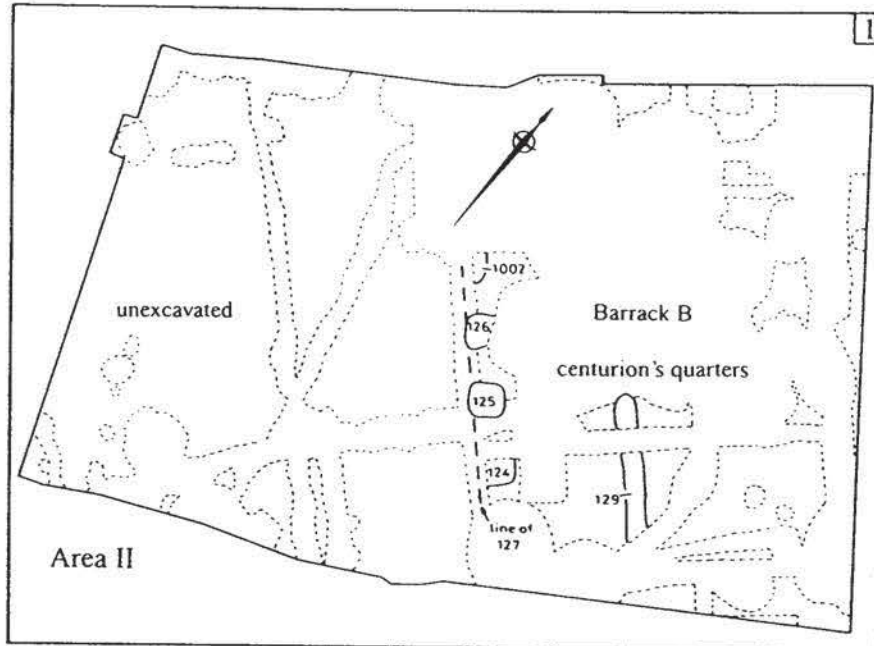 1
1002
unexcavated
126
Barrack B
centurion's quarters
125
124
129
line of
127
Area II